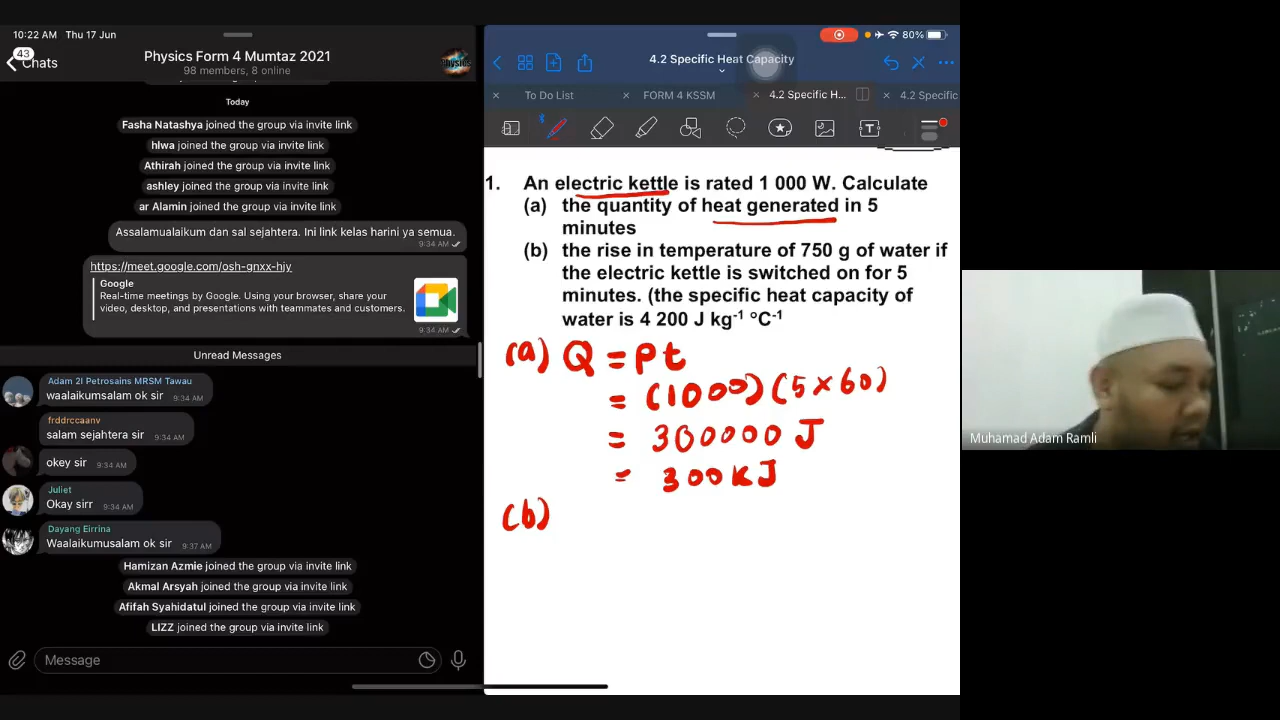 10:22 AM Thu 17 Jun
43
Chats
Physics Form 4 Mumtaz 2021
98 members, 8 online
Today
Fasha Natashya joined the group via invite link
hlwa joined the group via invite link
Athirah joined the group via invite link
ashley joined the group via invite link
ar Alamin joined the group via invite link
Assalamualaikum dan sal sejahtera. Ini link kelas harini ya semua.
9:34 AM
https://meet.google.com/osh-gnxx-hjy
Google
Real-time meetings by Google. Using your browser, share your
video, desktop, and presentations with teammates and customers.
9:34 AM
Unread Messages
Adam 2I Petrosains MRSM Tawau
waalaikumsalam ok sir 9:34 AM
frddrccaanv
salam sejahtera sir 9:34 AM
okey sir 9:34 AM
Juliet
Okay sirr 9:34 AM
Dayang Eirrina
Waalaikumusalam ok sir 9:37 AM
Hamizan Azmie joined the group via invite link
Akmal Arsyah joined the group via invite link
Afifah Syahidatul joined the group via invite link
LIZZ joined the group via invite link
Message
80%
4.2 Specific Heat Capacity
To Do List
FORM 4 KSSM
4.2 Specific H...
4.2 Specific
1. An electric kettle is rated 1 000 W. Calculate
(a) the quantity of heat generated in 5
minutes
(b) the rise in temperature of 750 g of water if
the electric kettle is switched on for 5
minutes. (the specific heat capacity of
water is 4 200 J kg⁻¹ °C⁻¹
(a) Q = Pt
= (1000)(5×60)
= 300000 J
= 300KJ
(b)
Muhamad Adam Ramli